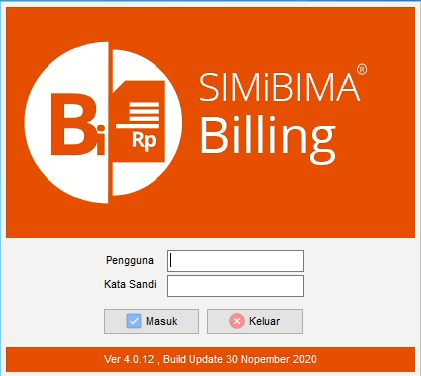 SIMiBIMA®
Billing
Bi
Rp
Pengguna
Kata Sandi
Masuk
Keluar
Ver 4.0.12 , Build Update 30 Nopember 2020